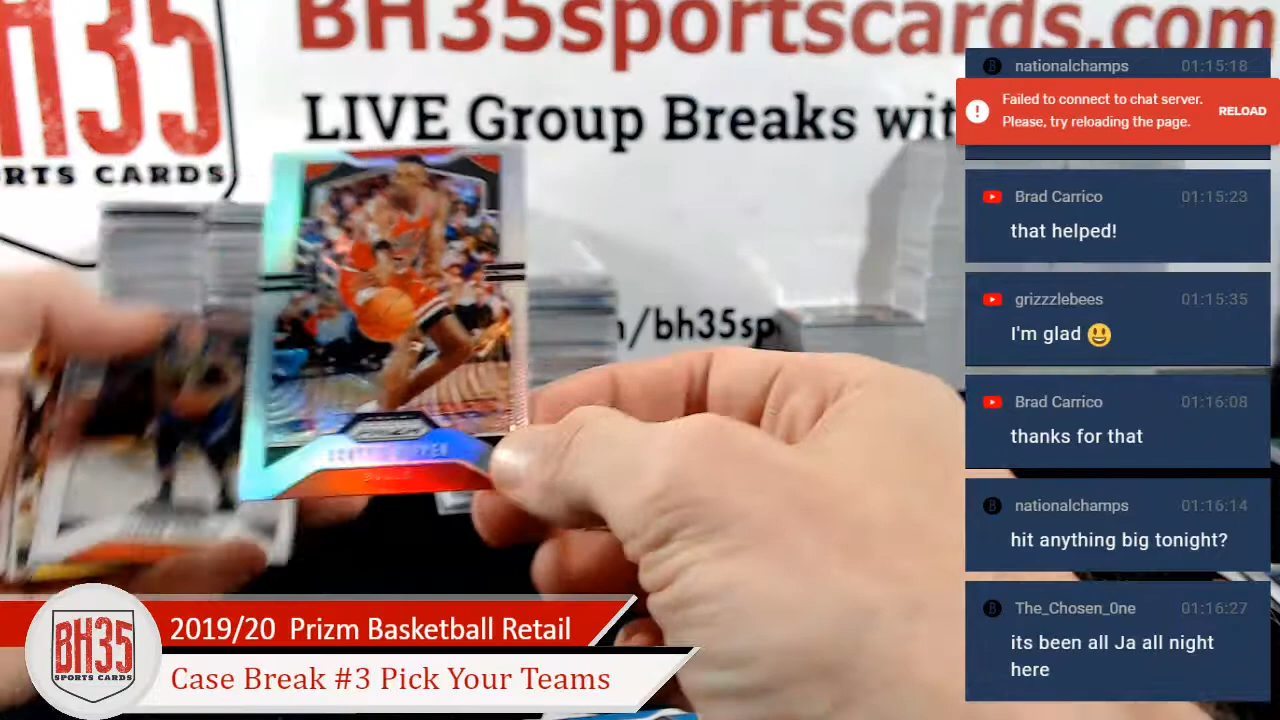 BH35sportscards.com
LIVE Group Breaks wit
H35
RTS CARDS
/bh35sp
nationalchamps 01:15:18
Failed to connect to chat server.
Please, try reloading the page.
RELOAD
Brad Carrico 01:15:23
that helped!
grizzzlebees 01:15:35
I'm glad 😃
Brad Carrico 01:16:08
thanks for that
nationalchamps 01:16:14
hit anything big tonight?
The_Chosen_0ne 01:16:27
its been all Ja all night
here
BH35
SPORTS CARDS
2019/20 Prizm Basketball Retail
Case Break #3 Pick Your Teams